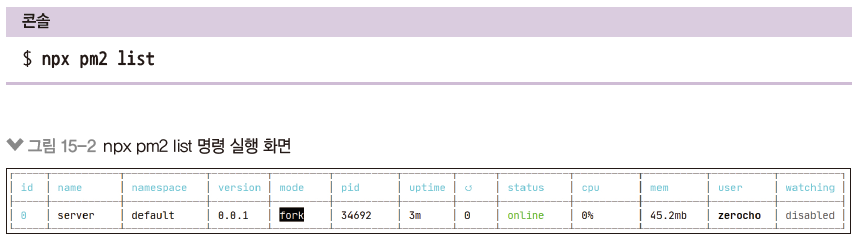 콘솔
$ npx pm2 list
그림 15-2 npx pm2 list 명령 실행 화면
id name namespace version mode pid uptime ↺ status cpu mem user watching
0 server default 0.0.1 fork 34692 3m 0 online 0% 45.2mb zerocho disabled